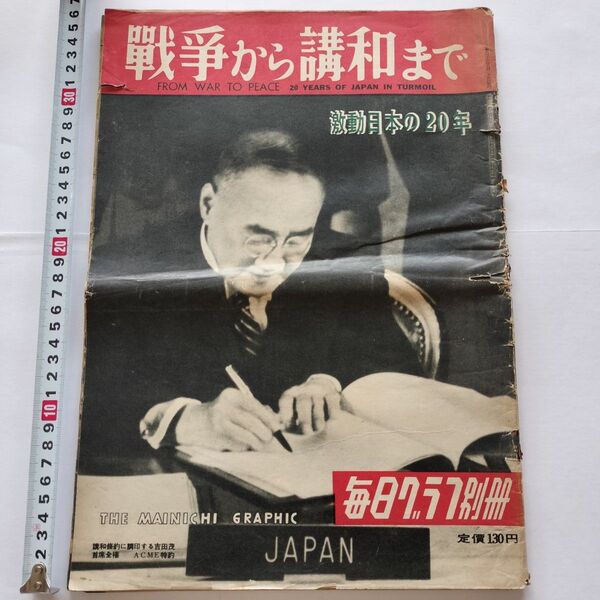 戰爭から講和まで
FROM WAR TO PEACE 20 YEARS OF JAPAN IN TURMOIL
激動日本の20年
毎日グラフ別冊
THE MAINICHI GRAPHIC
定價130円
講和條約に調印する吉田茂
首席全権 ACME特約
JAPAN